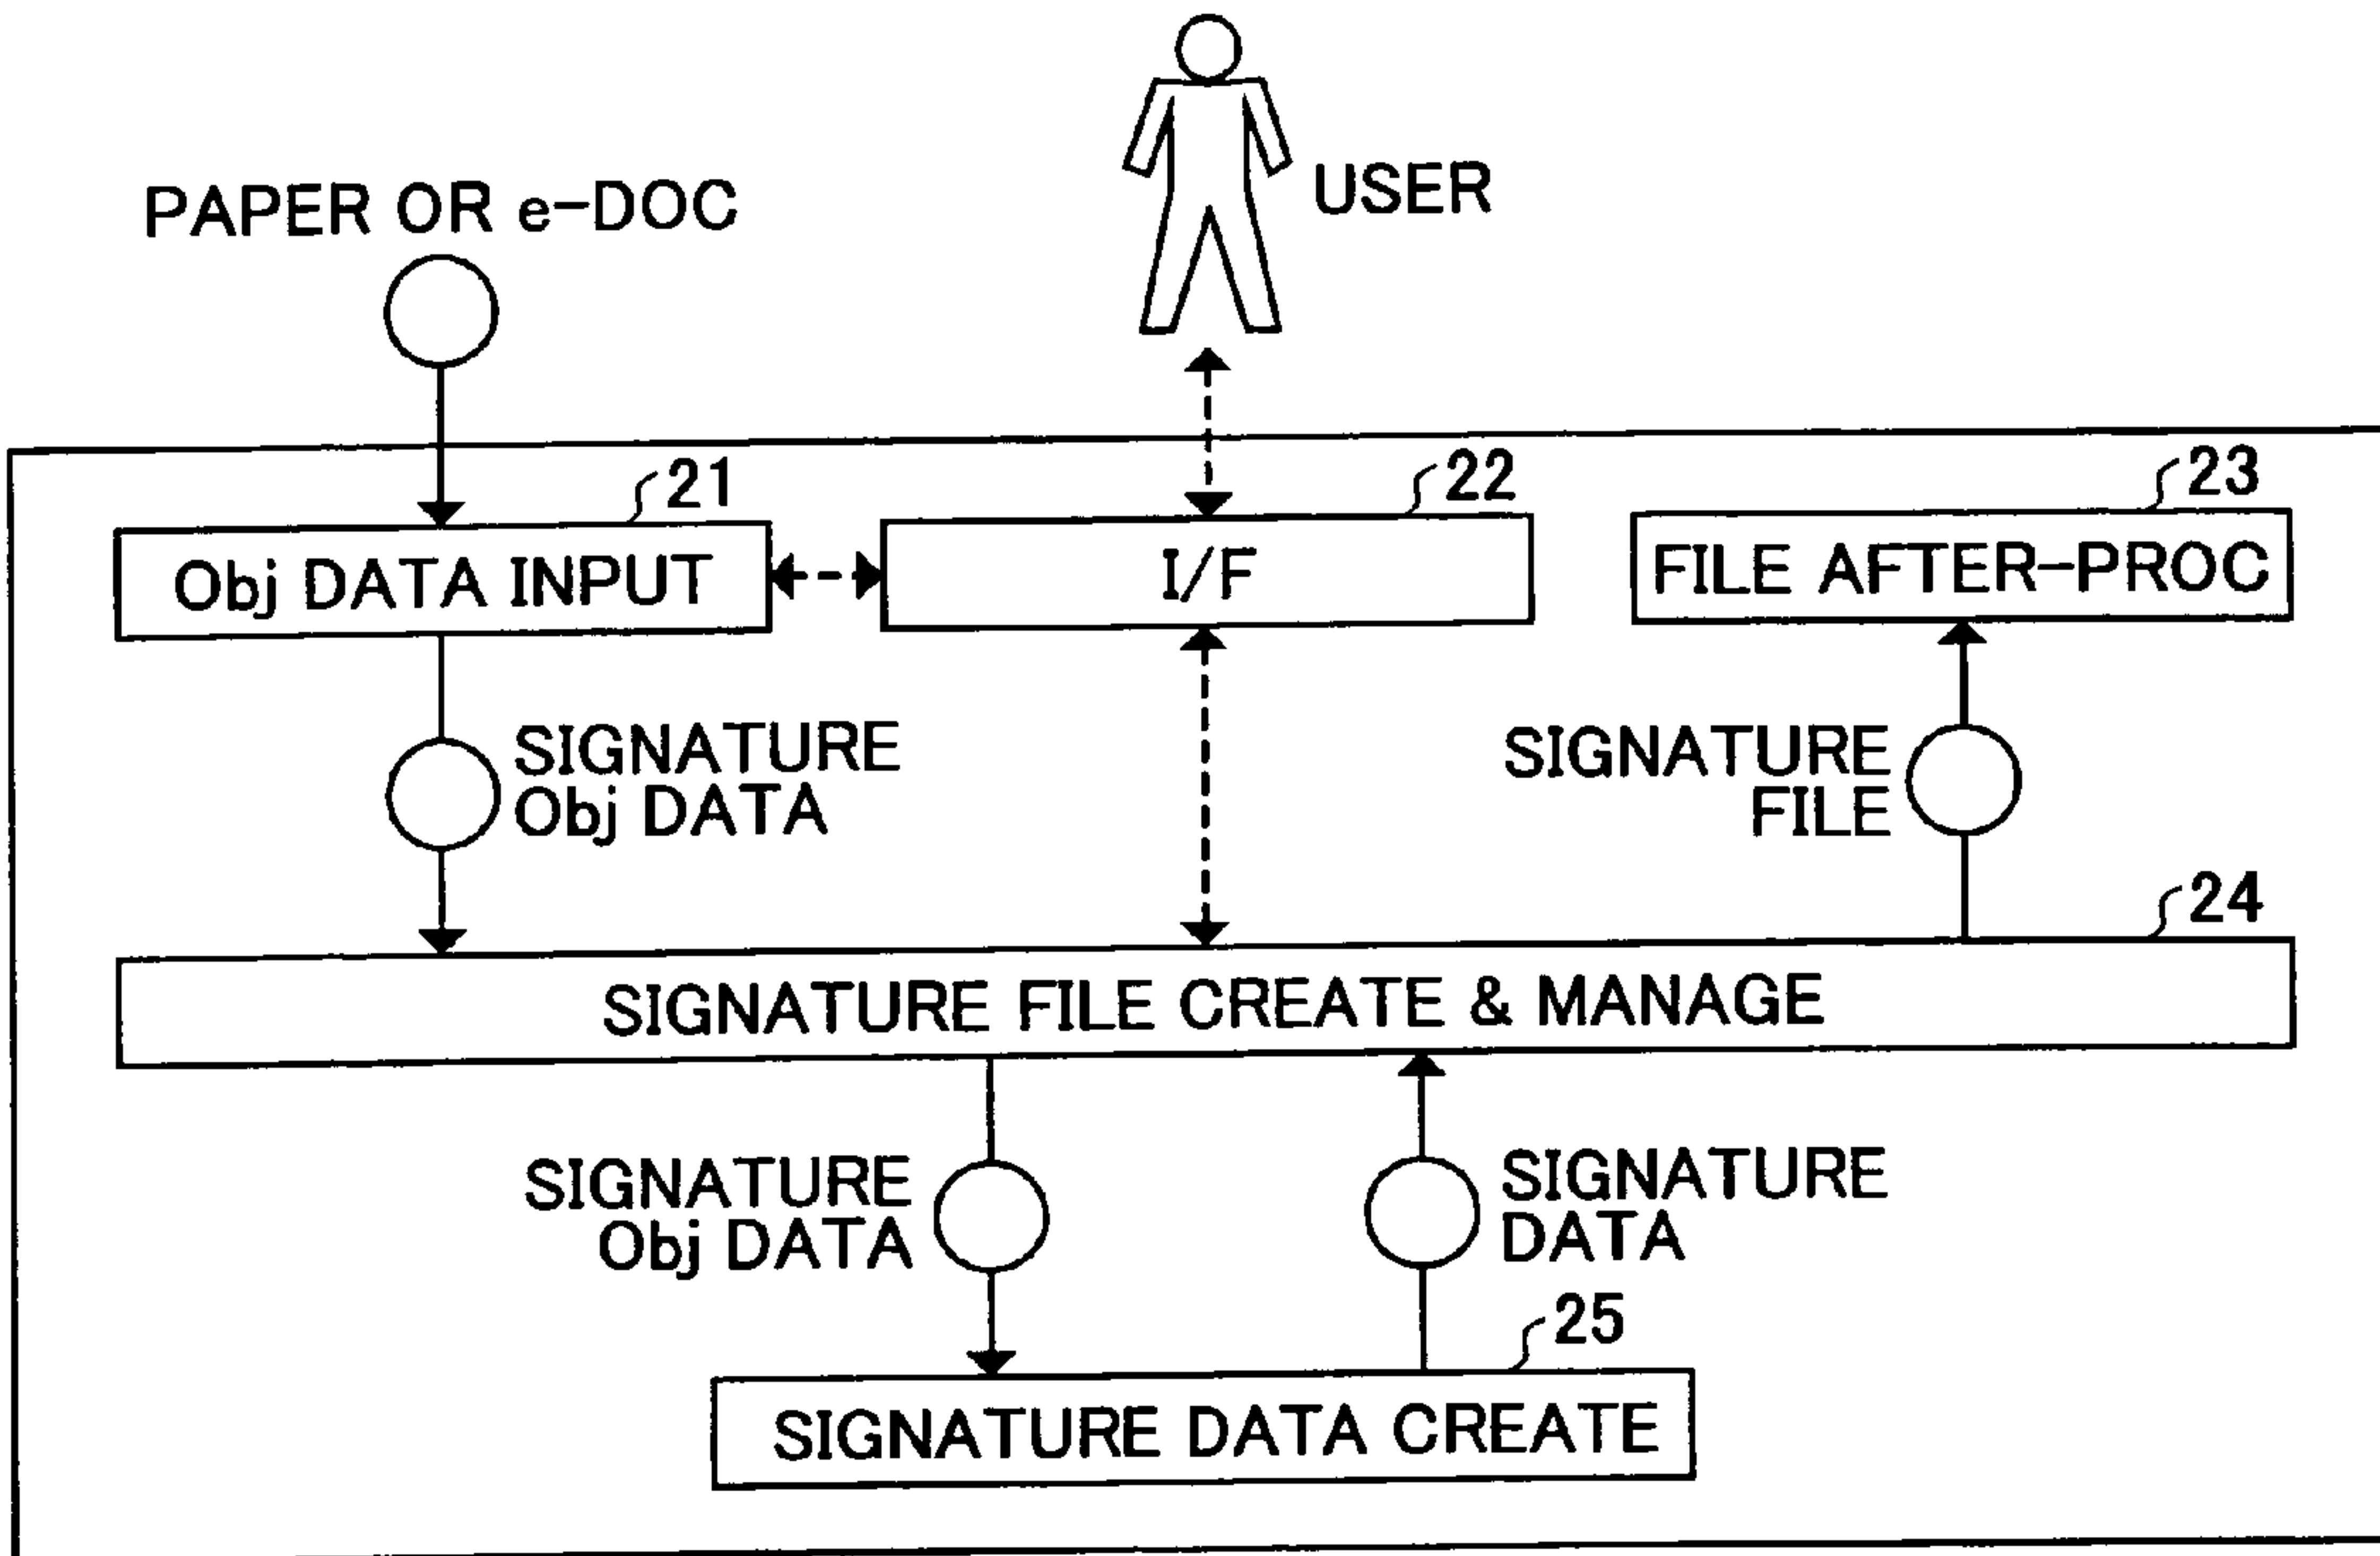 USER
PAPER OR e-DOC
21
22
23
Obj DATA INPUT
I/F
FILE AFTER-PROC
SIGNATURE
Obj DATA
SIGNATURE
FILE
24
SIGNATURE FILE CREATE & MANAGE
SIGNATURE
Obj DATA
SIGNATURE
DATA
25
SIGNATURE DATA CREATE